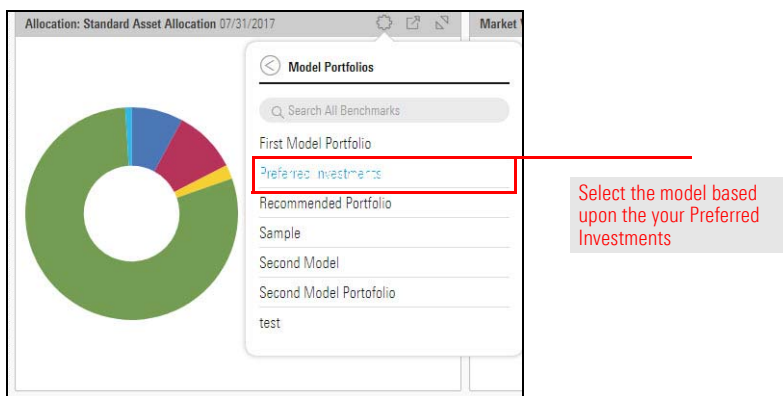 Allocation: Standard Asset Allocation 07/31/2017
Market
Model Portfolios
Search All Benchmarks
First Model Portfolio
Preferred Investments
Recommended Portfolio
Sample
Second Model
Second Model Portofolio
test
Select the model based
upon the your Preferred
Investments